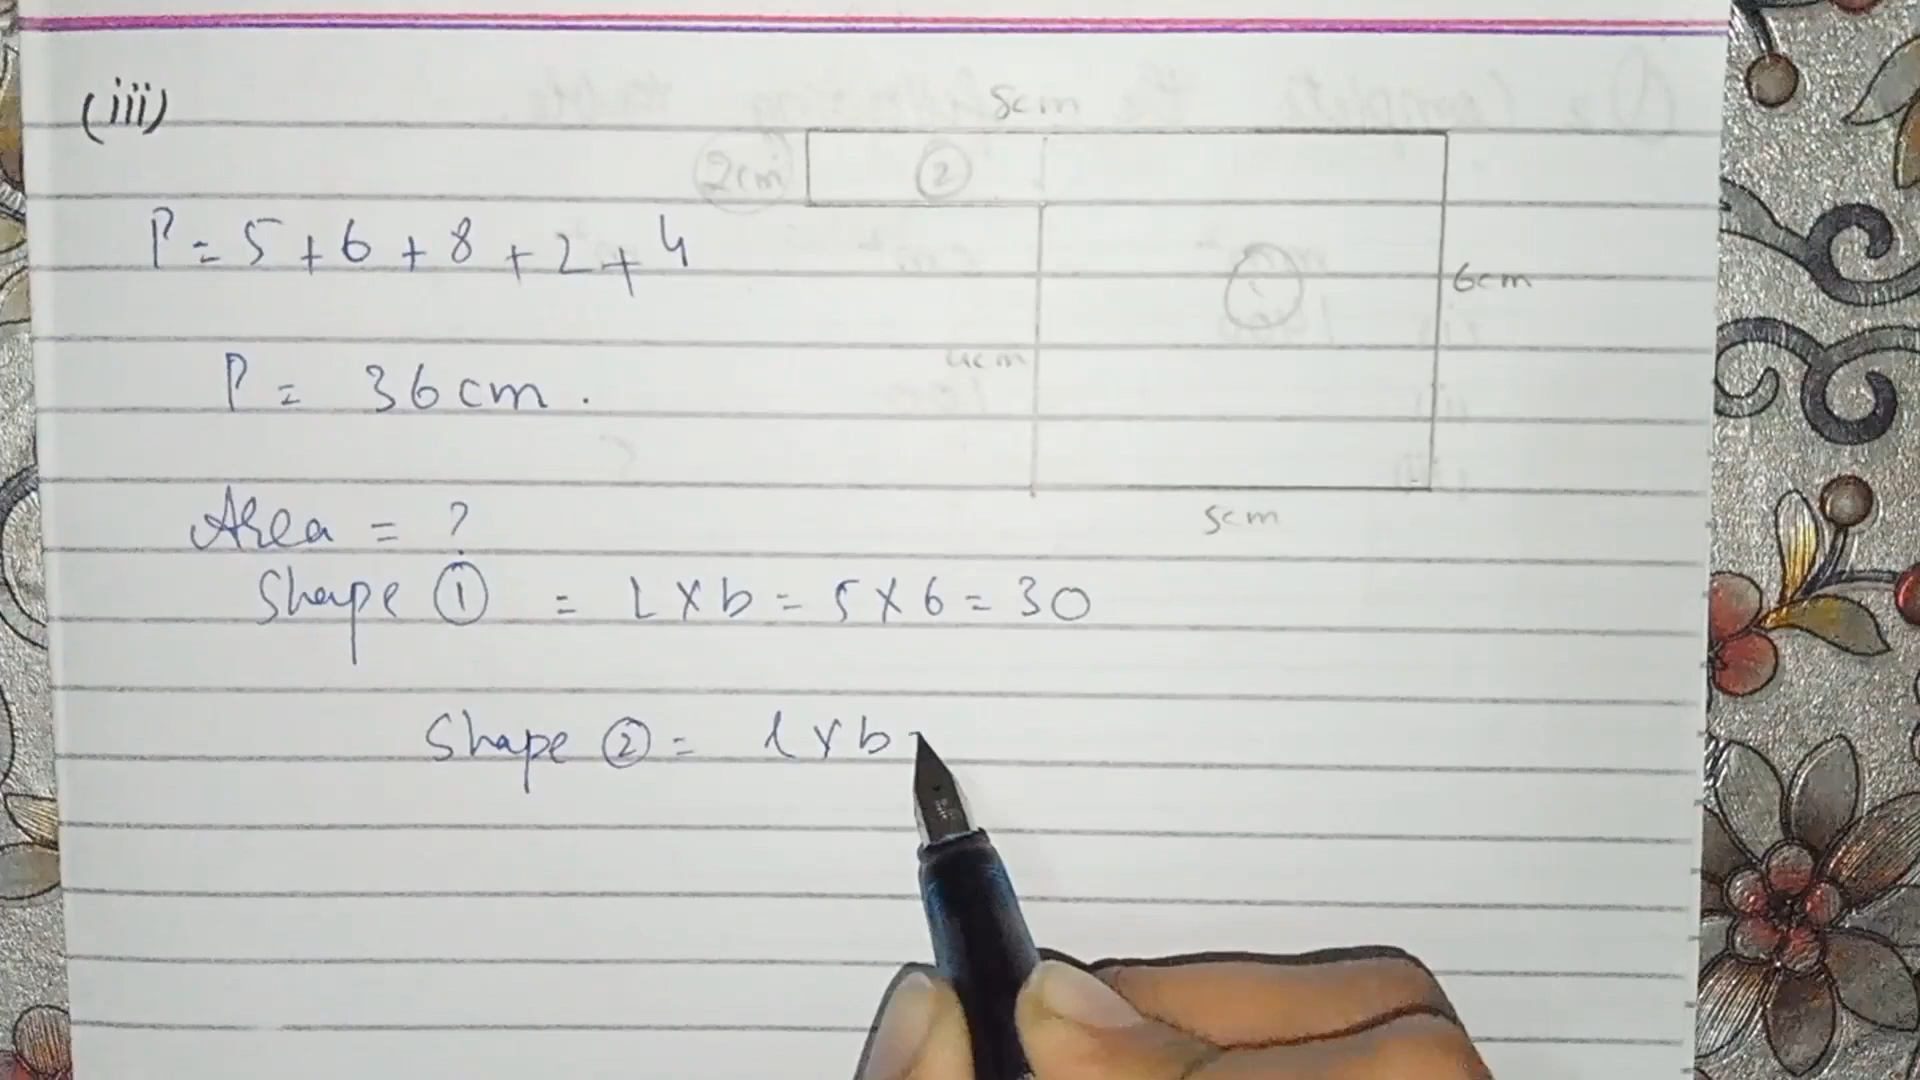 (iii)
8cm
2cm
2
P = 5 + 6 + 8 + 2 + 4
1
6cm
P = 36 cm .
4cm
5cm
Area = ?
Shape 1 = L X b = 5 X 6 = 30
Shape 2 = l x b